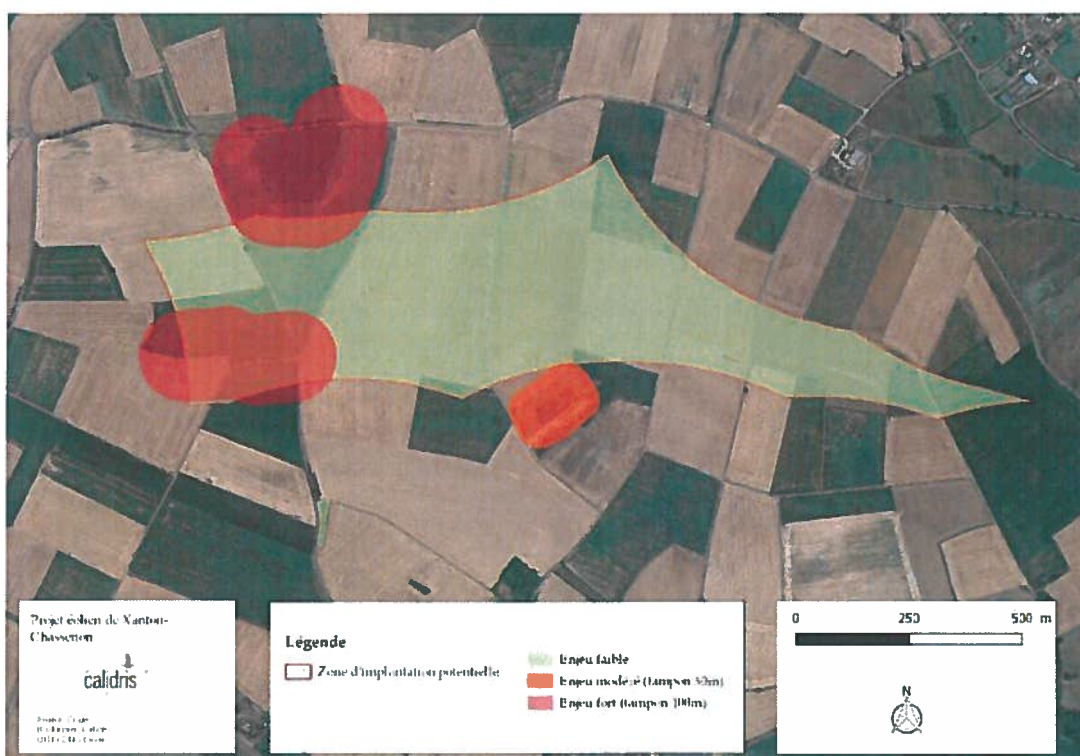 Projet éolien de Xanton-
Chassenon
calidris
Légende
Zone d'implantation potentielle
Enjeu faible
Enjeu modéré (tampon 50m)
Enjeu fort (tampon 100m)
0 250 500 m
N